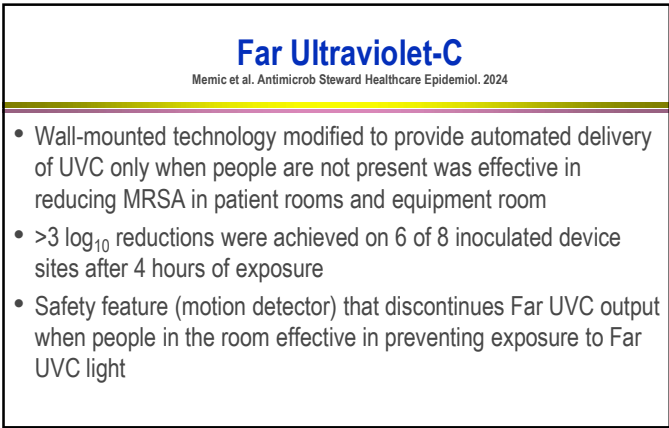 Far Ultraviolet-C
Memic et al. Antimicrob Steward Healthcare Epidemiol. 2024
• Wall-mounted technology modified to provide automated delivery
of UVC only when people are not present was effective in
reducing MRSA in patient rooms and equipment room
• >3 log₁₀ reductions were achieved on 6 of 8 inoculated device
sites after 4 hours of exposure
• Safety feature (motion detector) that discontinues Far UVC output
when people in the room effective in preventing exposure to Far
UVC light